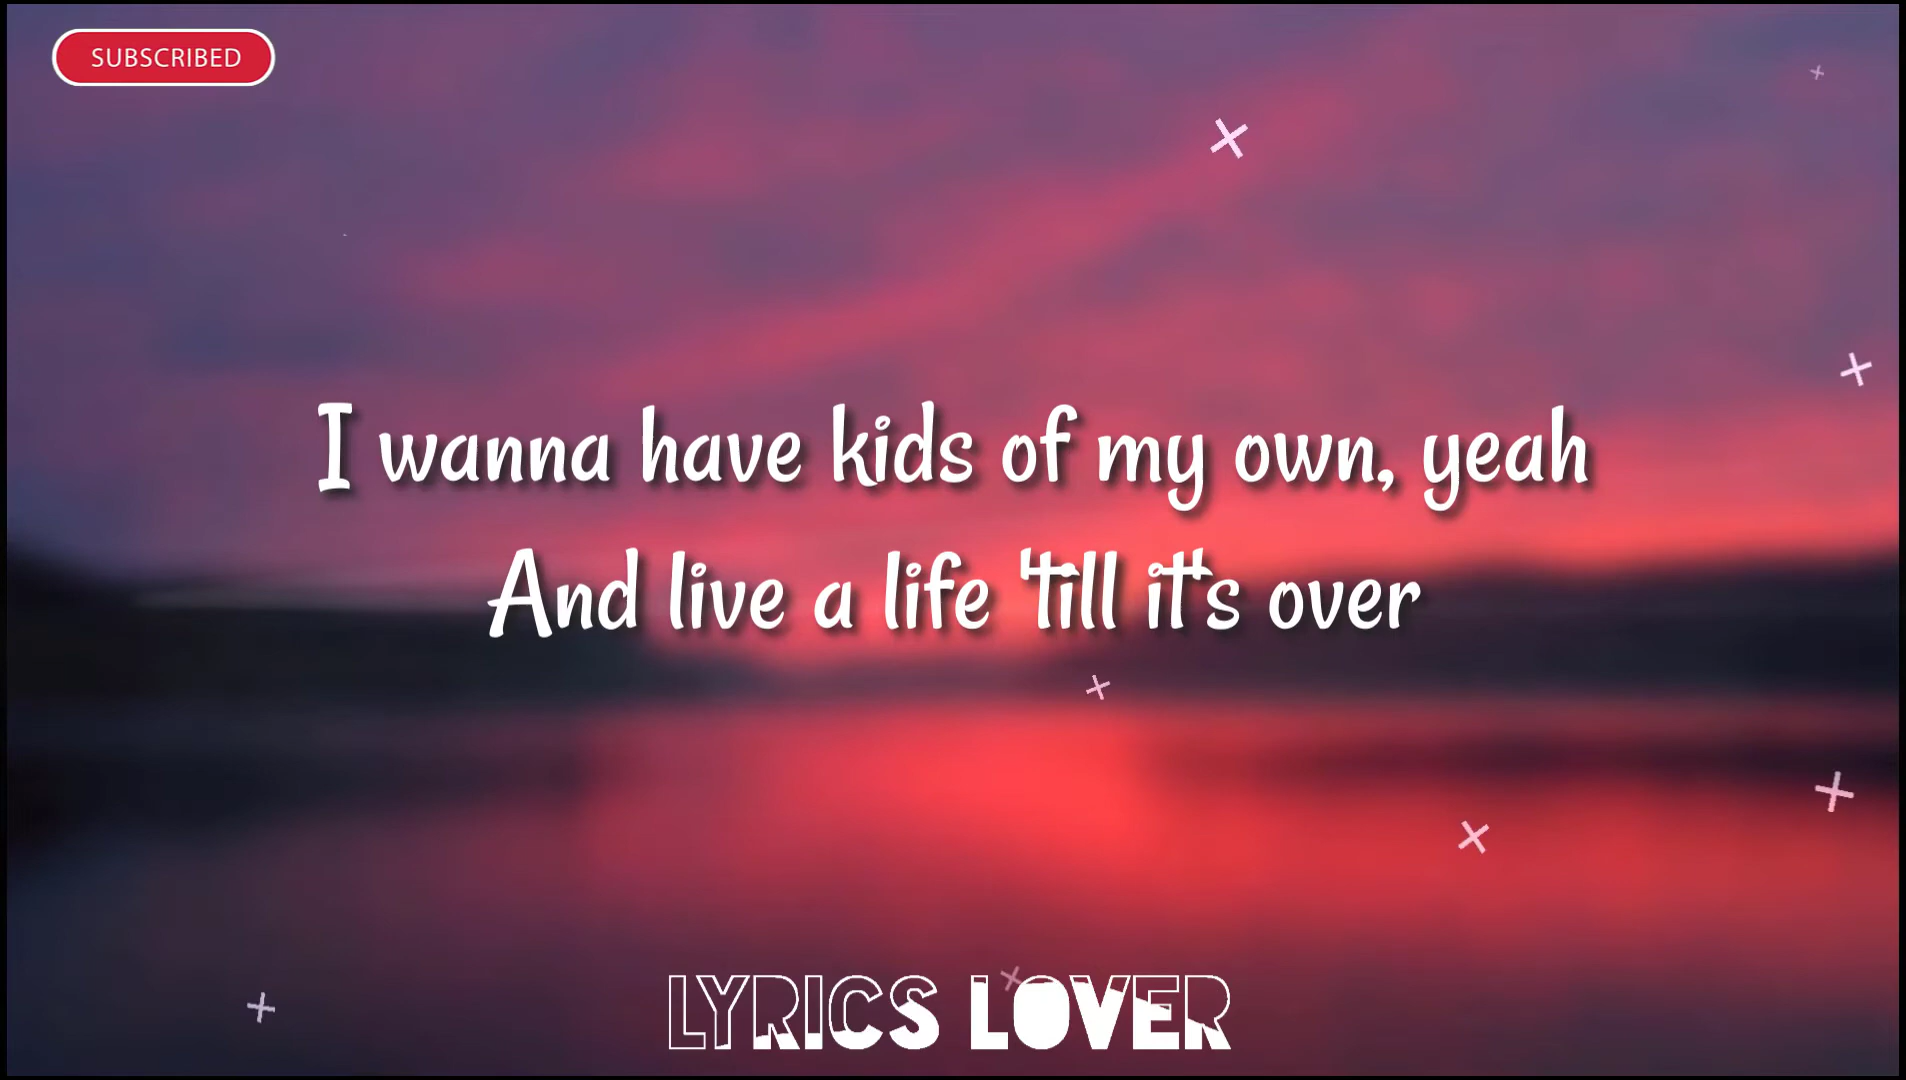 SUBSCRIBED
I wanna have kids of my own, yeah
And live a life 'till it's over
LYRICS LOVER